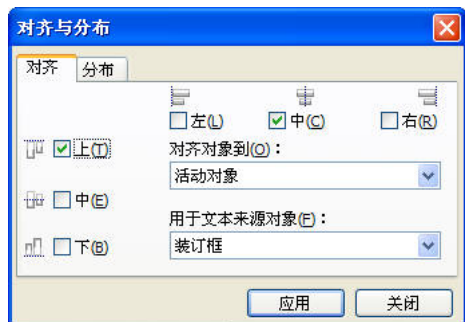 对齐与分布
对齐 分布
左(L) 中(C) 右(R)
上(T) 对齐对象到(O)：
活动对象
中(E)
用于文本来源对象(F)：
下(B) 装订框
应用 关闭